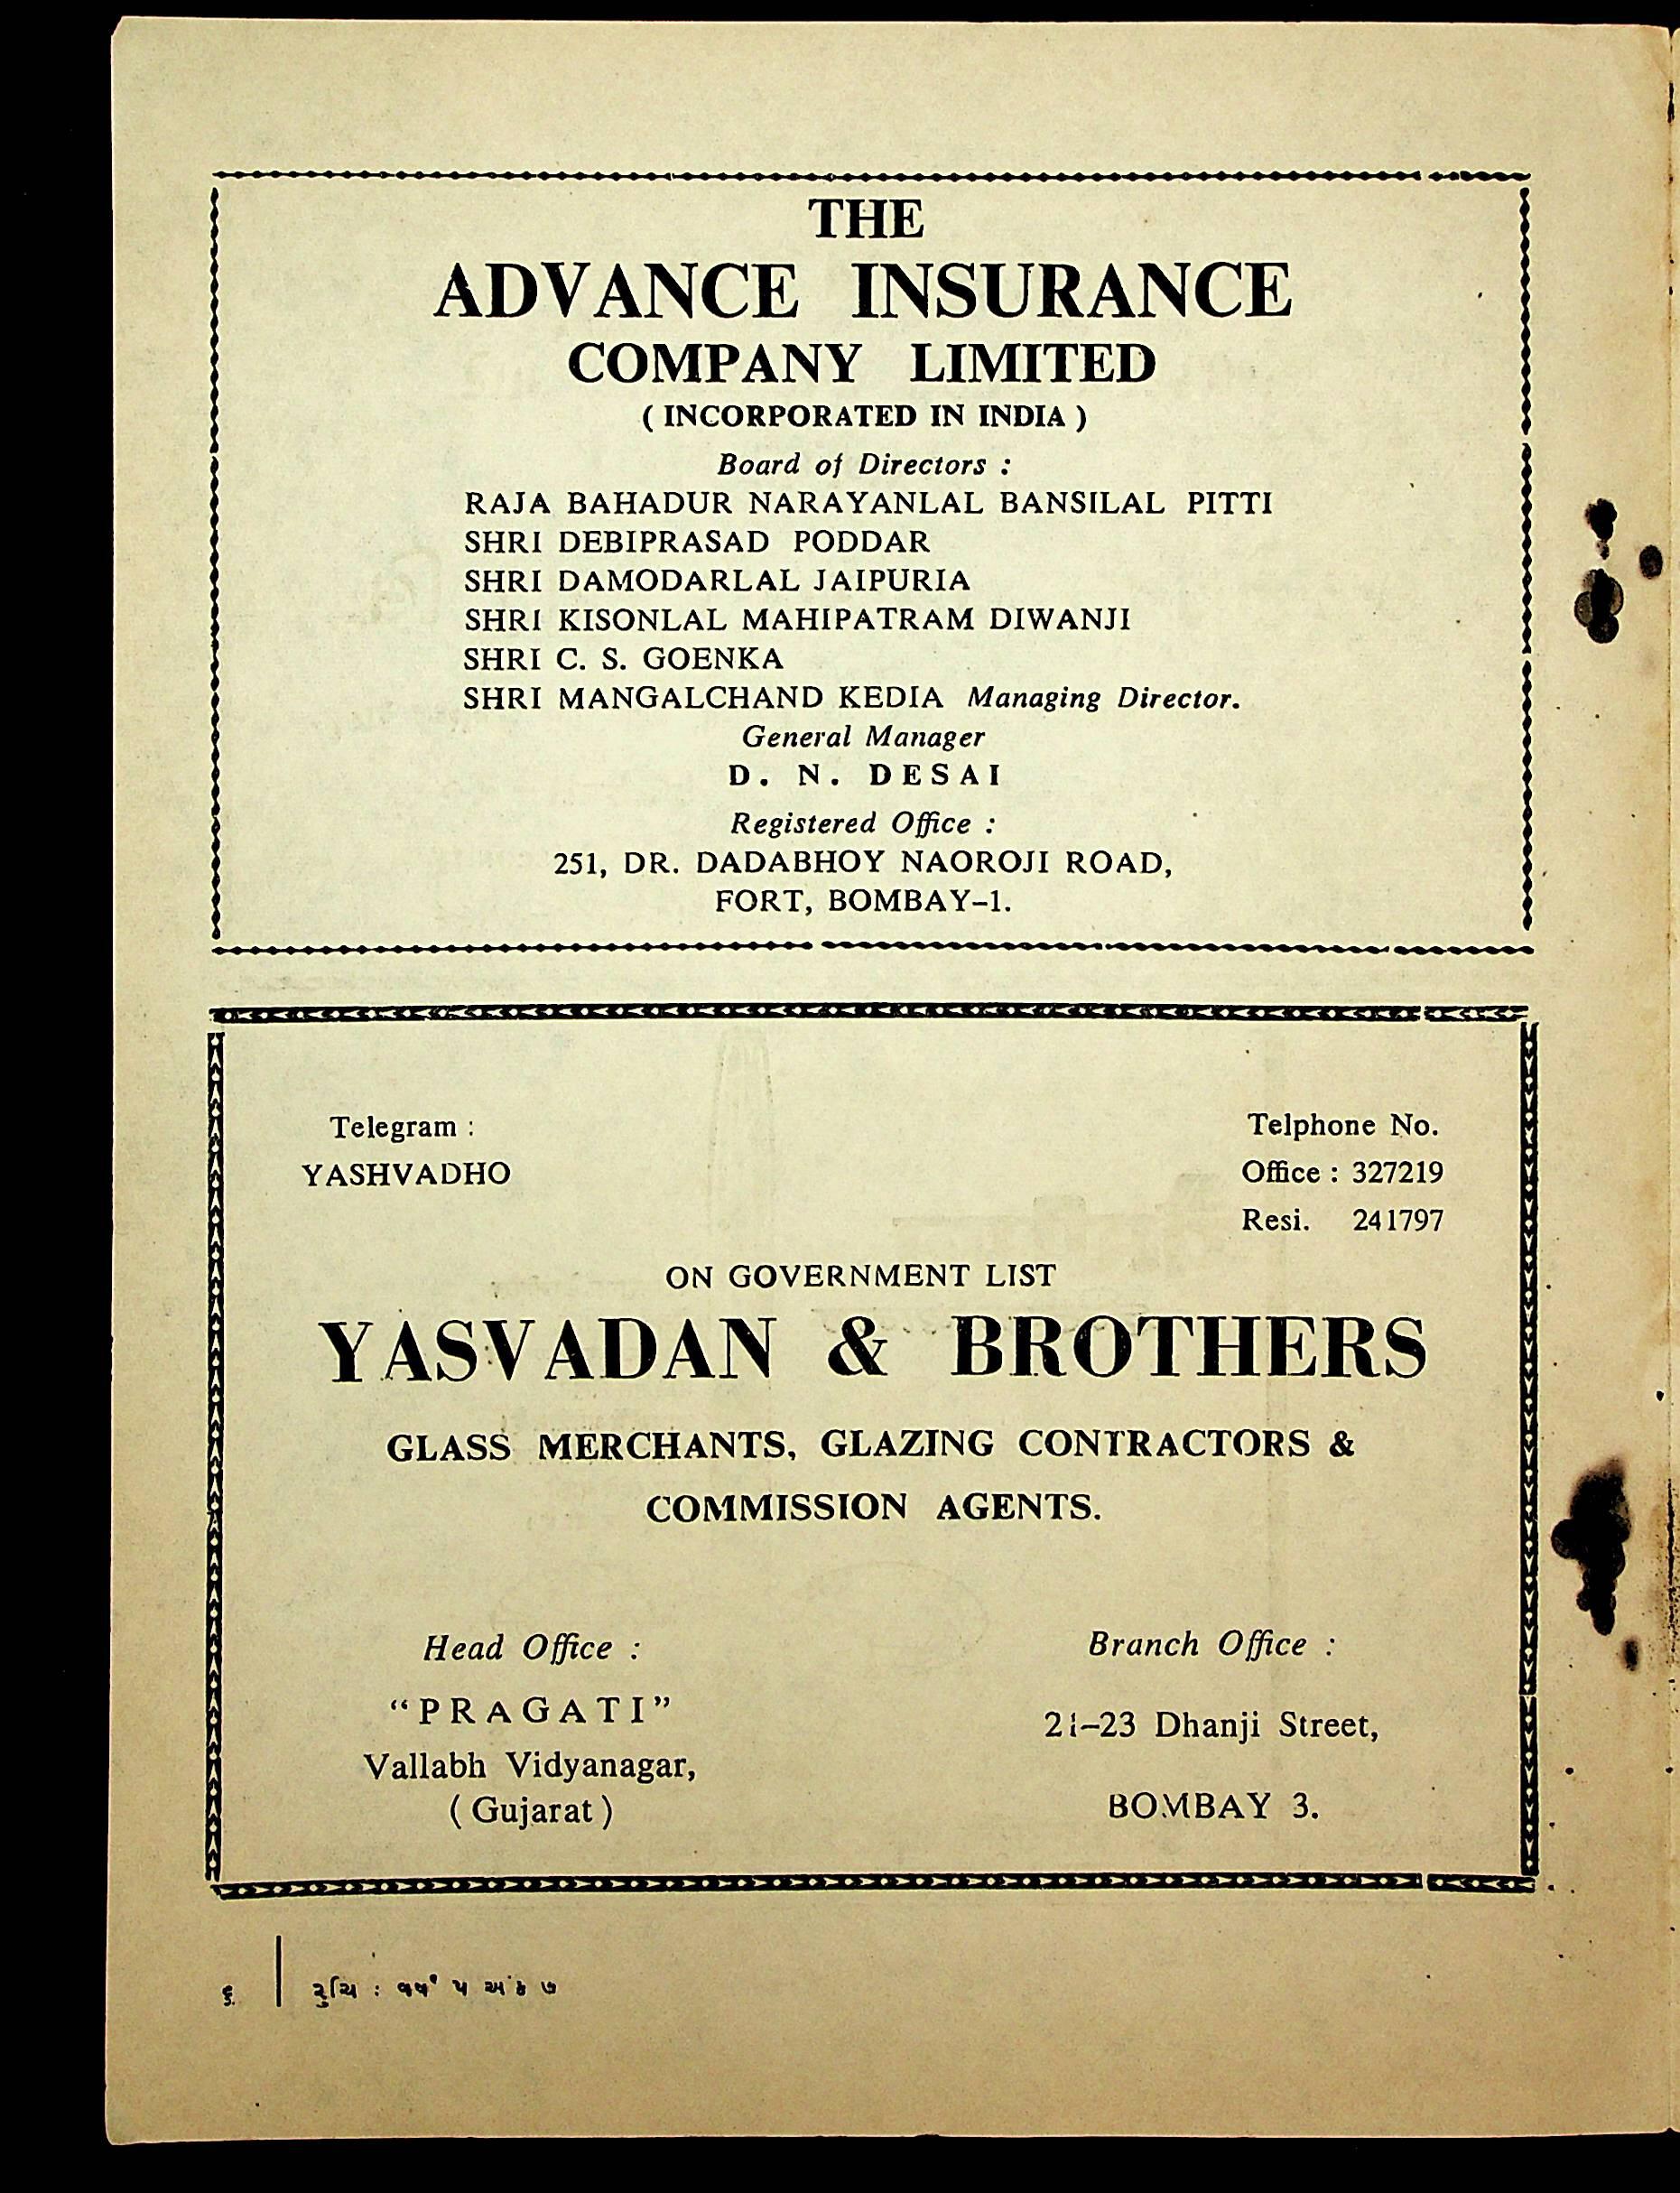 THE
ADVANCE INSURANCE
COMPANY LIMITED
( INCORPORATED IN INDIA )
Board of Directors :
RAJA BAHADUR NARAYANLAL BANSILAL PITTI
SHRI DEBIPRASAD PODDAR
SHRI DAMODARLAL JAIPURIA
SHRI KISONLAL MAHIPATRAM DIWANJI
SHRI C. S. GOENKA
SHRI MANGALCHAND KEDIA Managing Director.
General Manager
D. N. DESAI
Registered Office :
251, DR. DADABHOY NAOROJI ROAD,
FORT, BOMBAY-1.
Telegram :
YASHVADHO
Telphone No.
Office : 327219
Resi. 241797
ON GOVERNMENT LIST
YASVADAN & BROTHERS
GLASS MERCHANTS, GLAZING CONTRACTORS &
COMMISSION AGENTS.
Head Office :
"PRAGATI"
Vallabh Vidyanagar,
( Gujarat )
Branch Office :
21-23 Dhanji Street,
BOMBAY 3.
૬ | રુચિ : વર્ષ ૫ અંક ૭